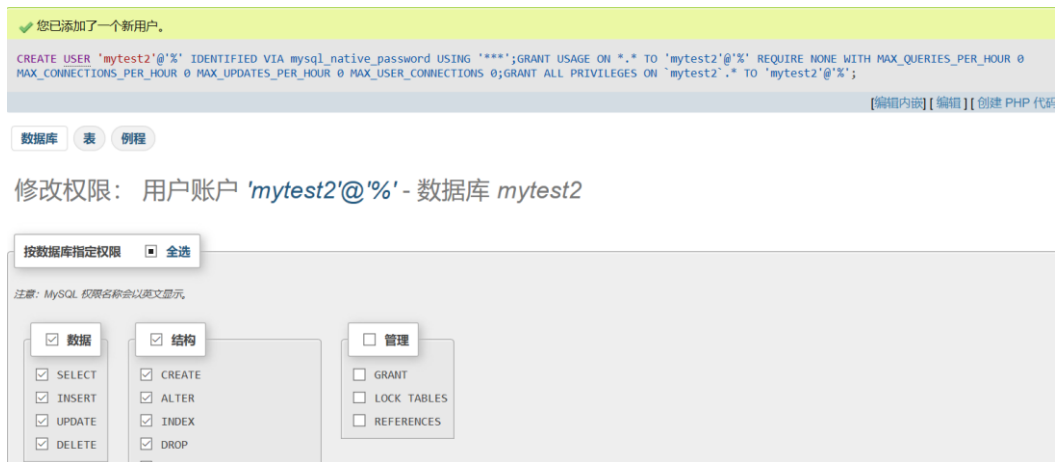 您已添加了一个新用户。
CREATE USER 'mytest2'@'%' IDENTIFIED VIA mysql_native_password USING '***';GRANT USAGE ON *.* TO 'mytest2'@'%' REQUIRE NONE WITH MAX_QUERIES_PER_HOUR 0
MAX_CONNECTIONS_PER_HOUR 0 MAX_UPDATES_PER_HOUR 0 MAX_USER_CONNECTIONS 0;GRANT ALL PRIVILEGES ON `mytest2`.* TO 'mytest2'@'%';
[编辑内嵌] [ 编辑 ] [ 创建 PHP 代码
数据库 表 例程
修改权限： 用户账户 'mytest2'@'%' - 数据库 mytest2
按数据库指定权限 全选
注意：MySQL 权限名称会以英文显示。
数据 结构 管理
SELECT CREATE GRANT
INSERT ALTER LOCK TABLES
UPDATE INDEX REFERENCES
DELETE DROP